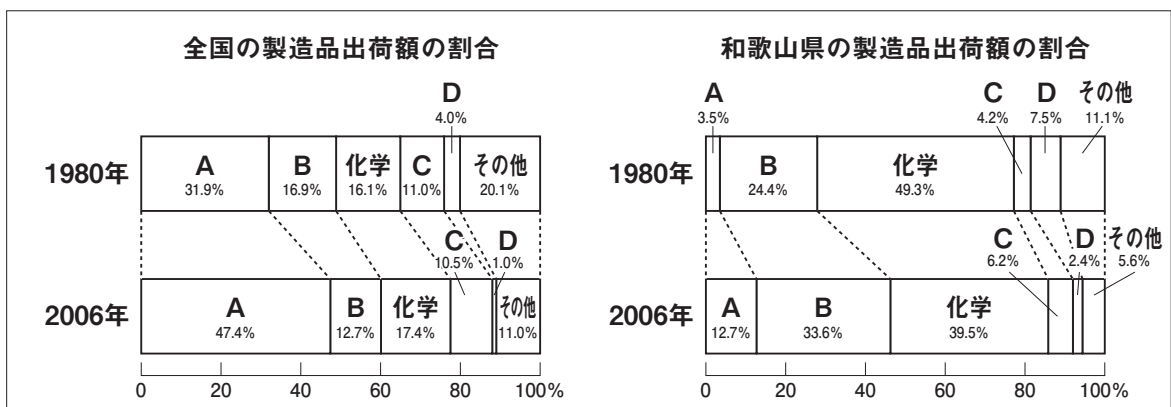 全国の製造品出荷額の割合
D
4.0%
1980年
A
31.9%
B
16.9%
化学
16.1%
C
11.0%
その他
20.1%
C
10.5%
D
1.0%
2006年
A
47.4%
B
12.7%
化学
17.4%
その他
11.0%
0 20 40 60 80 100%
和歌山県の製造品出荷額の割合
A
3.5%
C
4.2%
D
7.5%
その他
11.1%
1980年
B
24.4%
化学
49.3%
C
6.2%
D
2.4%
その他
5.6%
2006年
A
12.7%
B
33.6%
化学
39.5%
0 20 40 60 80 100%